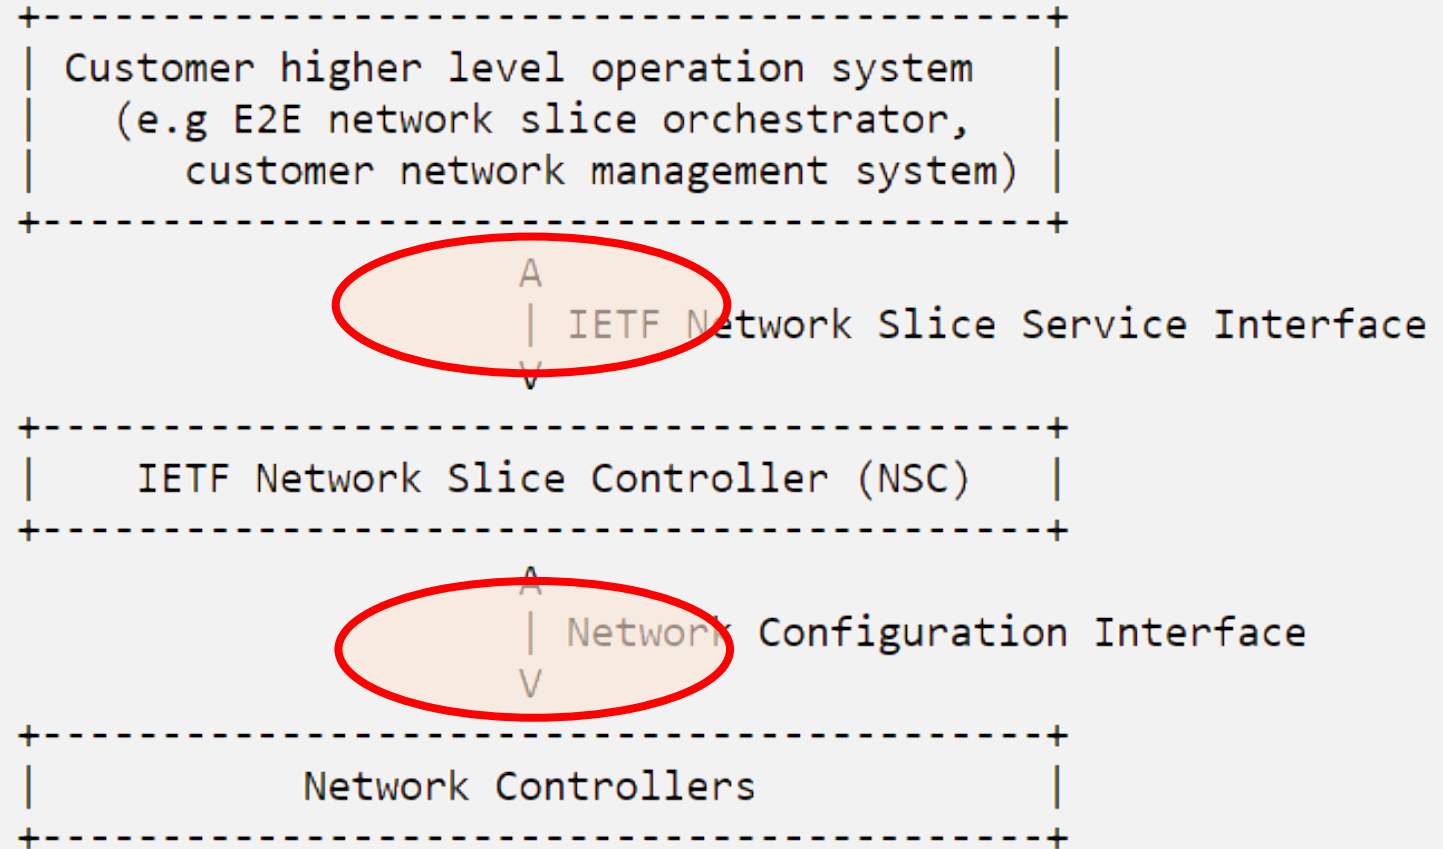 +------------------------------------------+
| Customer higher level operation system |
| (e.g E2E network slice orchestrator, |
| customer network management system) |
+------------------------------------------+
A
| IETF Network Slice Service Interface
V
+------------------------------------------+
| IETF Network Slice Controller (NSC) |
+------------------------------------------+
A
| Network Configuration Interface
V
+------------------------------------------+
| Network Controllers |
+------------------------------------------+